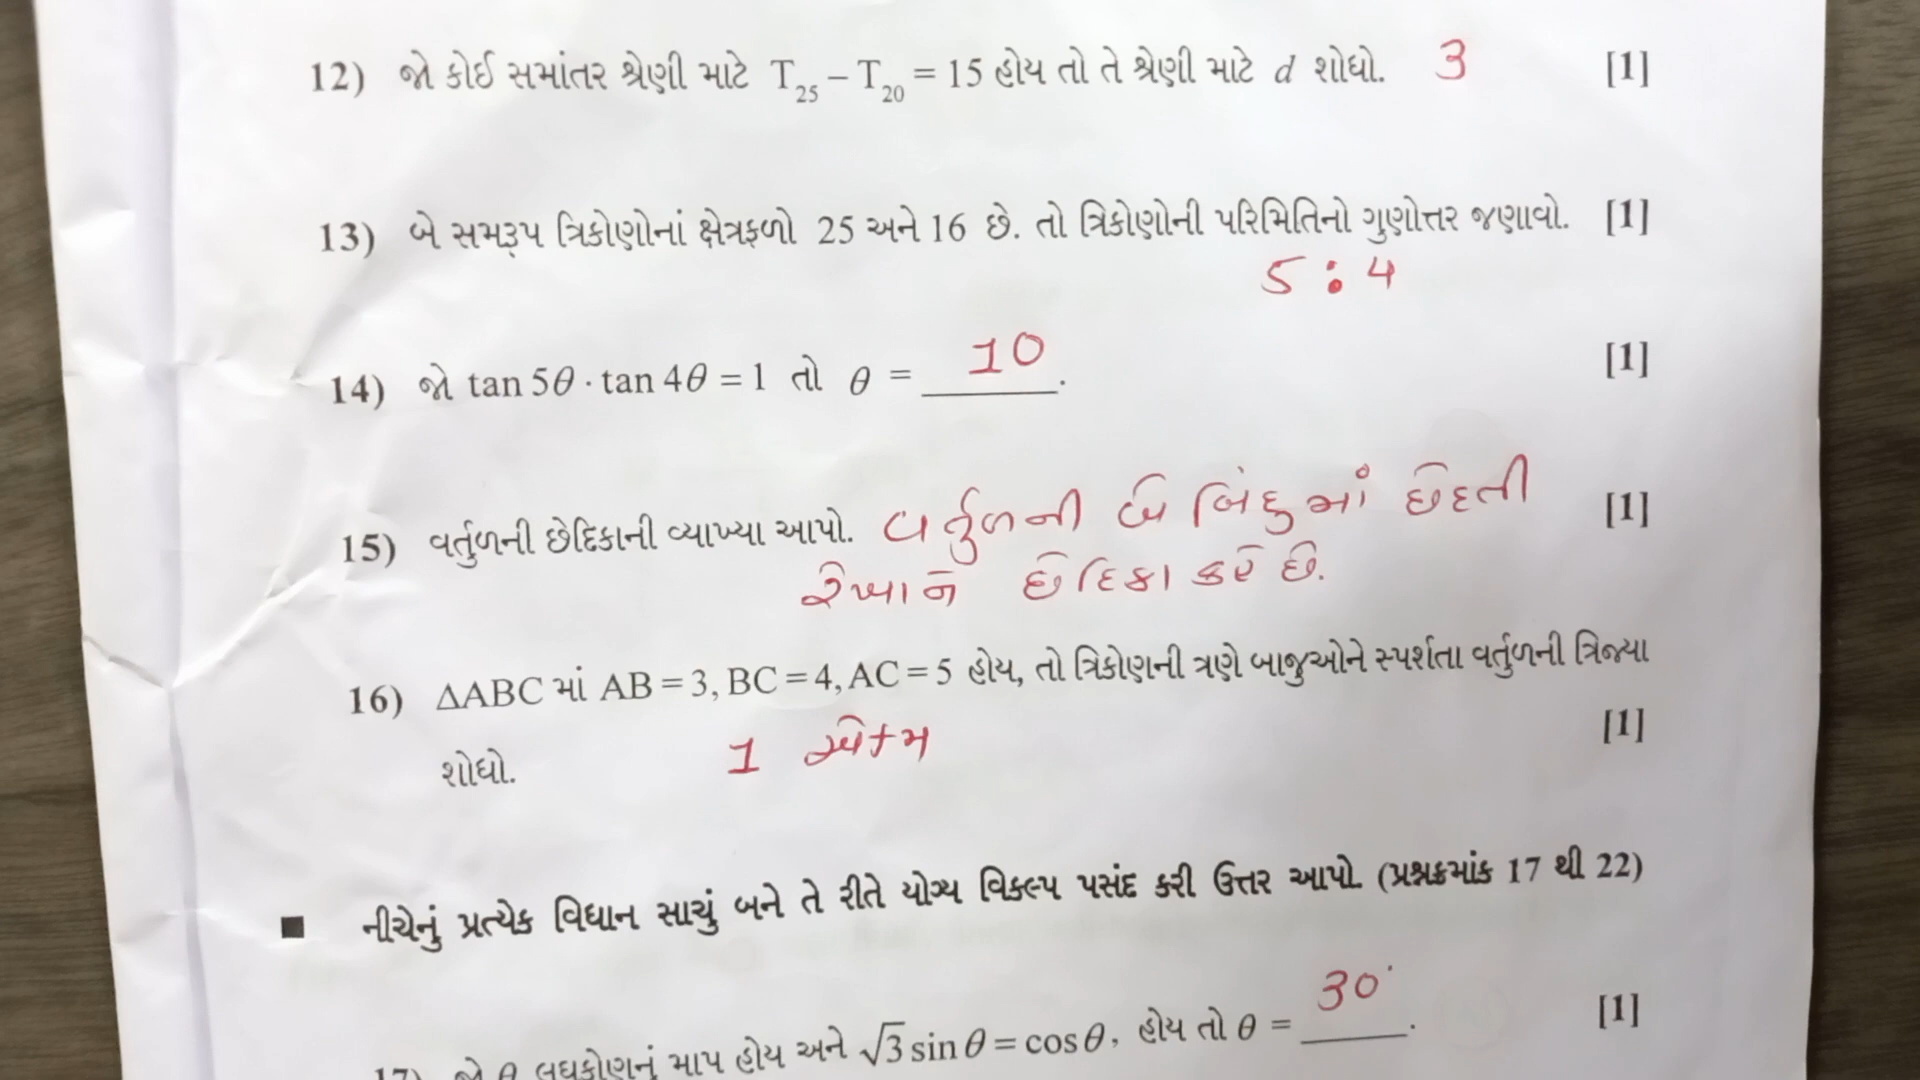 12) જો કોઈ સમાંતર શ્રેણી માટે T₂₅ – T₂₀ = 15 હોય તો તે શ્રેણી માટે d શોધો. 3 [1]
13) બે સમરૂપ ત્રિકોણોનાં ક્ષેત્રફળો 25 અને 16 છે. તો ત્રિકોણોની પરિમિતિનો ગુણોત્તર જણાવો. [1]
5 : 4
14) જો tan 5θ · tan 4θ = 1 તો θ = 10. [1]
15) વર્તુળની છેદિકાની વ્યાખ્યા આપો. વર્તુળની બે બિંદુમાં છેદતી [1]
રેખાને છેદિકા કહે છે.
16) ΔABC માં AB = 3, BC = 4, AC = 5 હોય, તો ત્રિકોણની ત્રણે બાજુઓને સ્પર્શતા વર્તુળની ત્રિજ્યા
શોધો. 1 એકમ [1]
■ નીચેનું પ્રત્યેક વિધાન સાચું બને તે રીતે યોગ્ય વિકલ્પ પસંદ કરી ઉત્તર આપો. (પ્રશ્નક્રમાંક 17 થી 22)
17) જો θ લઘુકોણનું માપ હોય અને √3 sin θ = cos θ, હોય તો θ = 30°. [1]